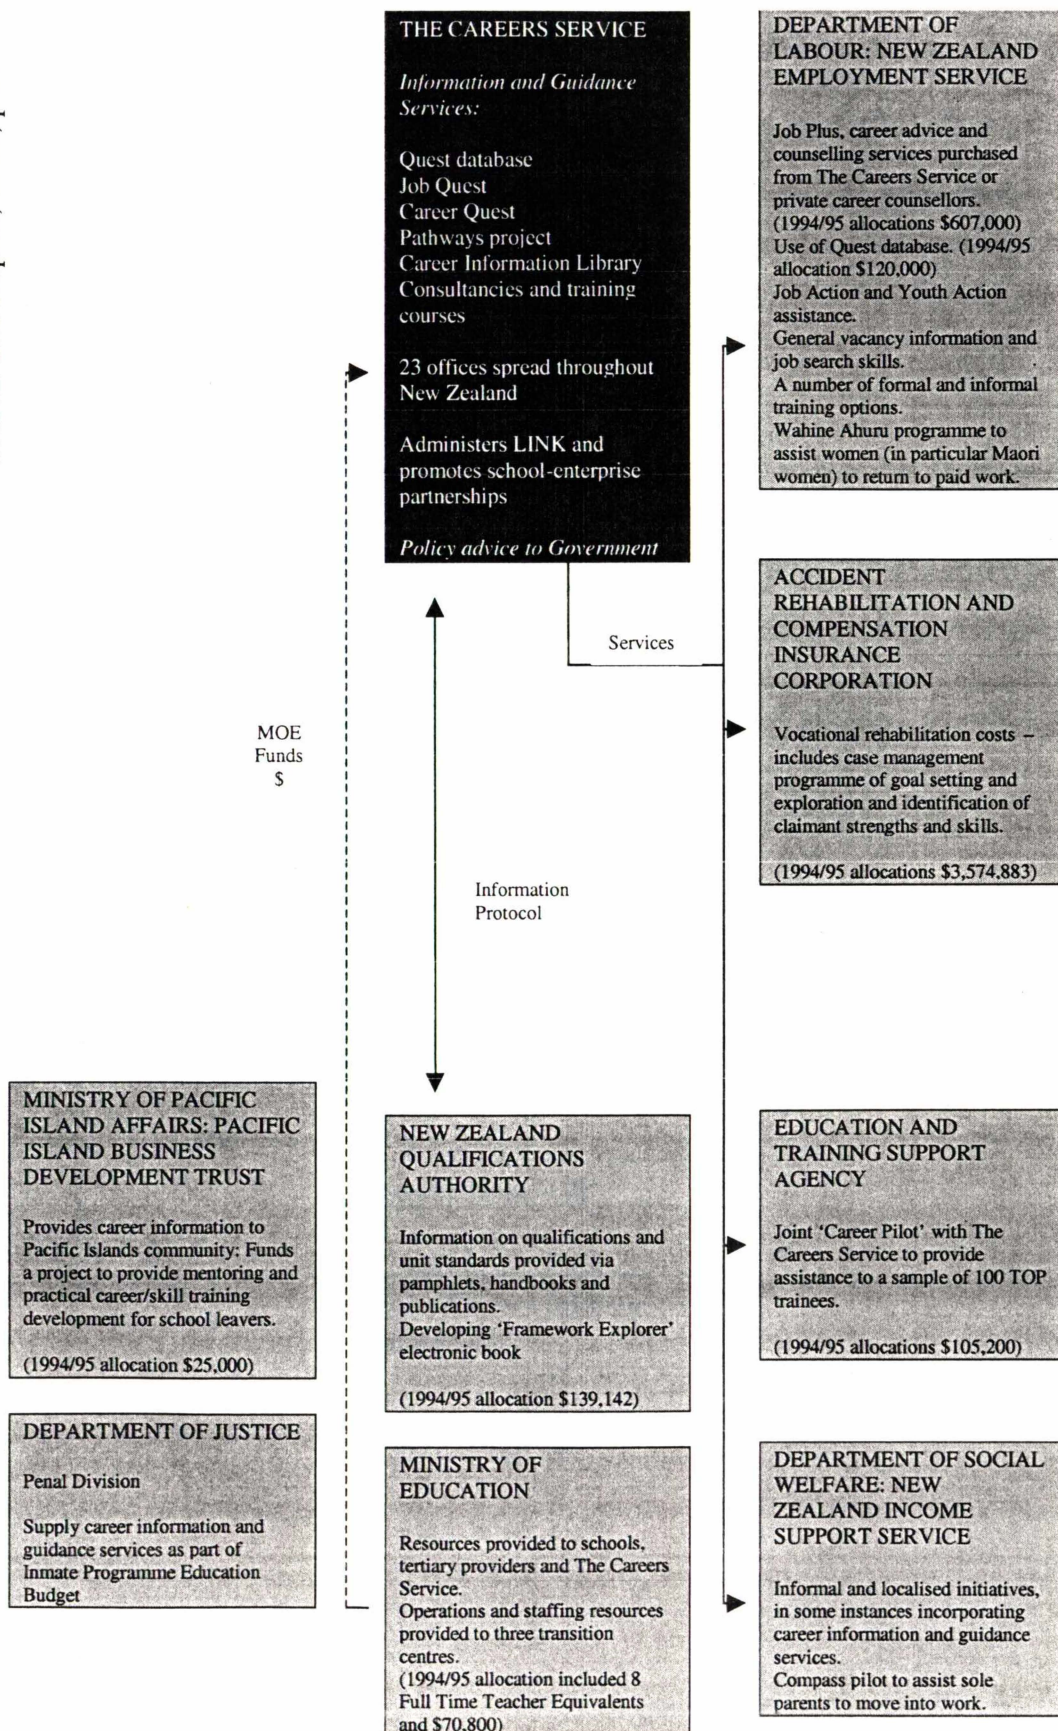 THE CAREERS SERVICE
Information and Guidance
Services:
Quest database
Job Quest
Career Quest
Pathways project
Career Information Library
Consultancies and training
courses
23 offices spread throughout
New Zealand
Administers LINK and
promotes school-enterprise
partnerships
Policy advice to Government
DEPARTMENT OF
LABOUR: NEW ZEALAND
EMPLOYMENT SERVICE
Job Plus, career advice and
counselling services purchased
from The Careers Service or
private career counsellors.
(1994/95 allocations $607,000)
Use of Quest database. (1994/95
allocation $120,000)
Job Action and Youth Action
assistance.
General vacancy information and
job search skills.
A number of formal and informal
training options.
Wahine Ahuru programme to
assist women (in particular Maori
women) to return to paid work.
Services
ACCIDENT
REHABILITATION AND
COMPENSATION
INSURANCE
CORPORATION
Vocational rehabilitation costs –
includes case management
programme of goal setting and
exploration and identification of
claimant strengths and skills.
(1994/95 allocations $3,574,883)
MOE
Funds
$
Information
Protocol
MINISTRY OF PACIFIC
ISLAND AFFAIRS: PACIFIC
ISLAND BUSINESS
DEVELOPMENT TRUST
Provides career information to
Pacific Islands community: Funds
a project to provide mentoring and
practical career/skill training
development for school leavers.
(1994/95 allocation $25,000)
NEW ZEALAND
QUALIFICATIONS
AUTHORITY
Information on qualifications and
unit standards provided via
pamphlets, handbooks and
publications.
Developing ‘Framework Explorer’
electronic book
(1994/95 allocation $139,142)
EDUCATION AND
TRAINING SUPPORT
AGENCY
Joint ‘Career Pilot’ with The
Careers Service to provide
assistance to a sample of 100 TOP
trainees.
(1994/95 allocations $105,200)
DEPARTMENT OF JUSTICE
Penal Division
Supply career information and
guidance services as part of
Inmate Programme Education
Budget
MINISTRY OF
EDUCATION
Resources provided to schools,
tertiary providers and The Careers
Service.
Operations and staffing resources
provided to three transition
centres.
(1994/95 allocation included 8
Full Time Teacher Equivalents
and $70,800)
DEPARTMENT OF SOCIAL
WELFARE: NEW
ZEALAND INCOME
SUPPORT SERVICE
Informal and localised initiatives,
in some instances incorporating
career information and guidance
services.
Compass pilot to assist sole
parents to move into work.